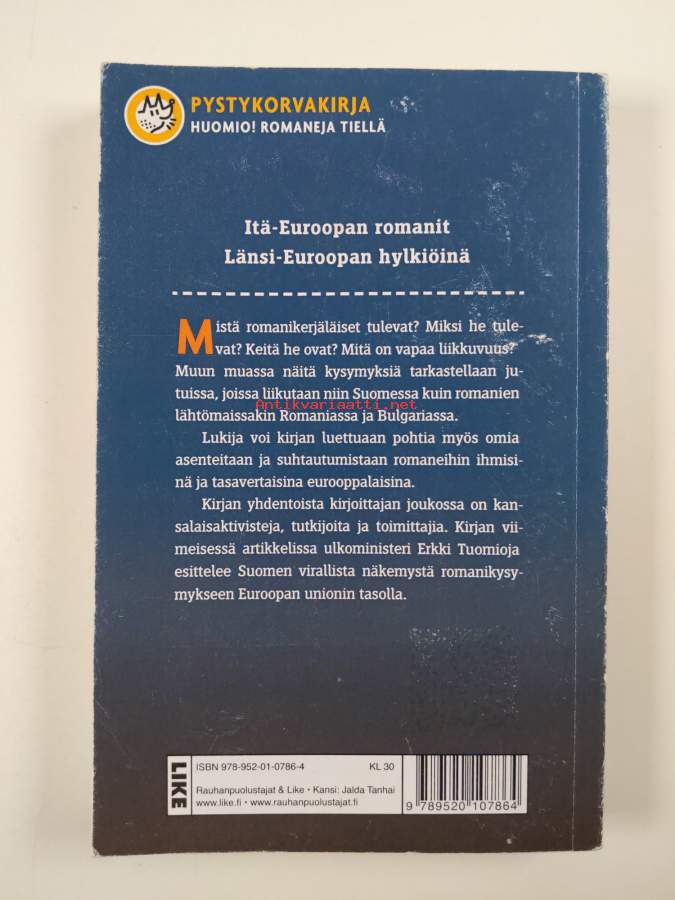 PYSTYKORVAKIRJA
HUOMIO! ROMANEJA TIELLÄ
Itä-Euroopan romanit
Länsi-Euroopan hylkiöinä
Mistä romanikerjäläiset tulevat? Miksi he tule-
vat? Keitä he ovat? Mitä on vapaa liikkuvuus?
Muun muassa näitä kysymyksiä tarkastellaan ju-
tuissa, joissa liikutaan niin Suomessa kuin romanien
lähtömaissakin Romaniassa ja Bulgariassa.
Antikvariaatti.net
Lukija voi kirjan luettuaan pohtia myös omia
asenteitaan ja suhtautumistaan romaneihin ihmisi-
nä ja tasavertaisina eurooppalaisina.
Kirjan yhdentoista kirjoittajan joukossa on kan-
salaisaktivisteja, tutkijoita ja toimittajia. Kirjan vii-
meisessä artikkelissa ulkoministeri Erkki Tuomioja
esittelee Suomen virallista näkemystä romanikysy-
mykseen Euroopan unionin tasolla.
LIKE
ISBN 978-952-01-0786-4 KL 30
Rauhanpuolustajat & Like • Kansi: Jalda Tanhai
www.like.fi • www.rauhanpuolustajat.fi
9 789520 107864